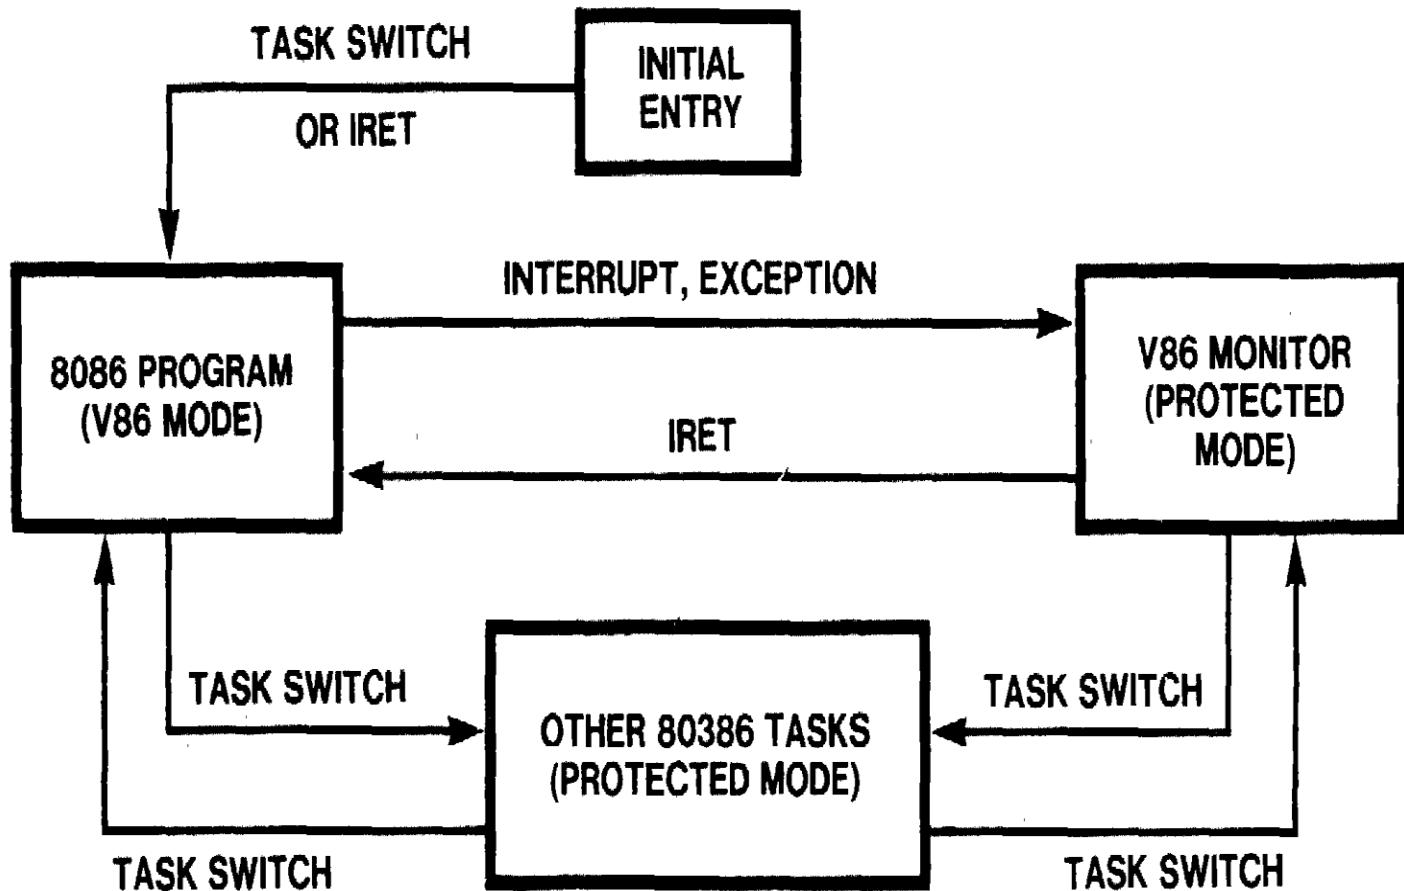 TASK SWITCH
OR IRET
INITIAL
ENTRY
INTERRUPT, EXCEPTION
8086 PROGRAM
(V86 MODE)
V86 MONITOR
(PROTECTED
MODE)
IRET
TASK SWITCH
TASK SWITCH
OTHER 80386 TASKS
(PROTECTED MODE)
TASK SWITCH
TASK SWITCH